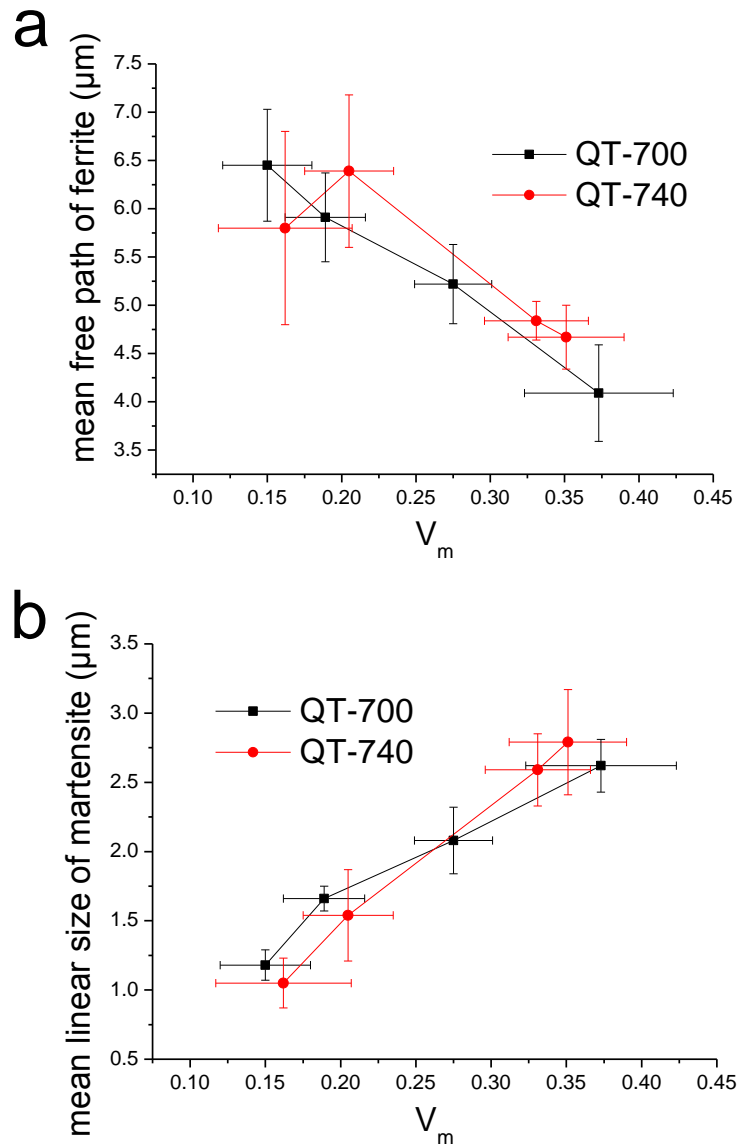 a
mean free path of ferrite (μm)
7.5
7.0
6.5
6.0
5.5
5.0
4.5
4.0
3.5
QT-700
QT-740
0.10 0.15 0.20 0.25 0.30 0.35 0.40 0.45
Vm
b
mean linear size of martensite (μm)
3.5
3.0
2.5
2.0
1.5
1.0
0.5
QT-700
QT-740
0.10 0.15 0.20 0.25 0.30 0.35 0.40 0.45
Vm